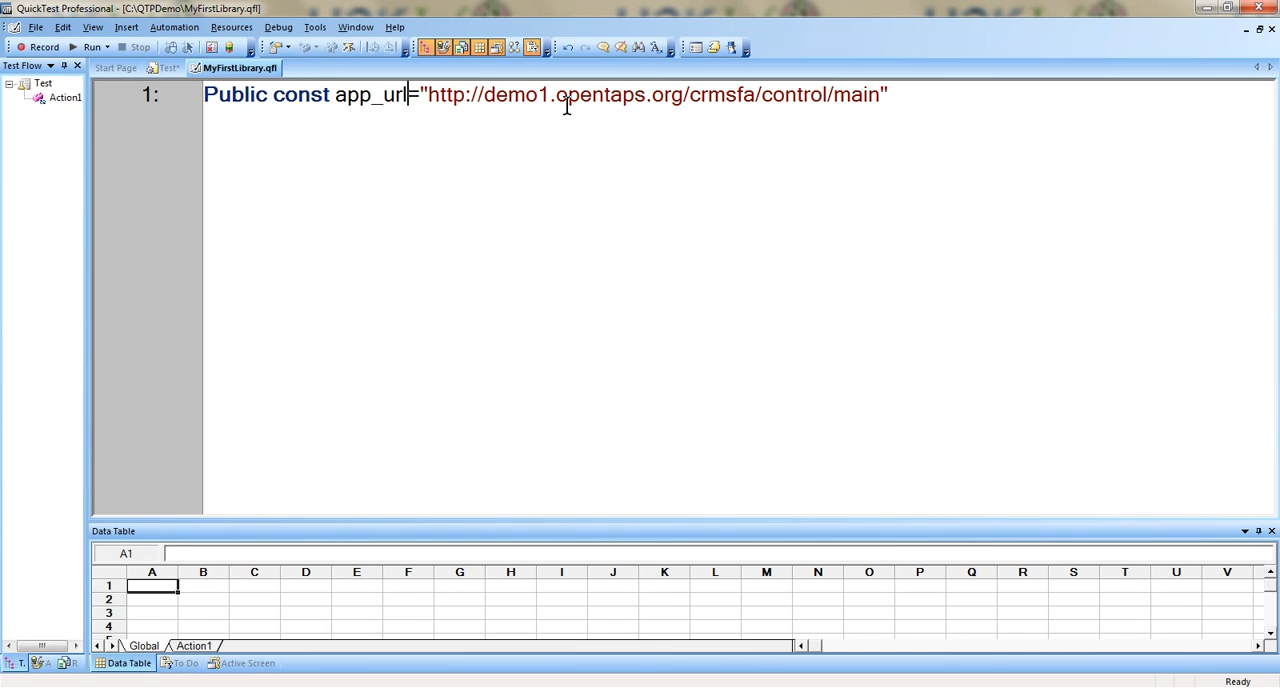 QuickTest Professional - [C:\QTPDemo\MyFirstLibrary.qfl]
File Edit View Insert Automation Resources Debug Tools Window Help
Record Run Stop
Test Flow
Start Page Test* MyFirstLibrary.qfl
Test
Action1
1: Public const app_url="http://demo1.opentaps.org/crmsfa/control/main"
Data Table
A1
A B C D E F G H I J K L M N O P Q R S T U V
1
2
3
4
Global Action1
T. A R Data Table To Do Active Screen
Ready